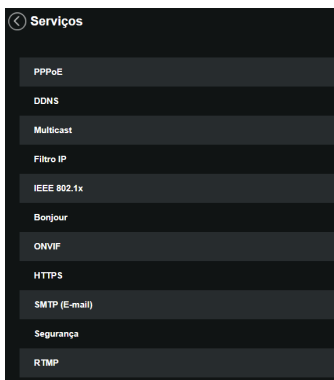 Serviços
PPPoE
DDNS
Multicast
Filtro IP
IEEE 802.1x
Bonjour
ONVIF
HTTPS
SMTP (E-mail)
Segurança
RTMP